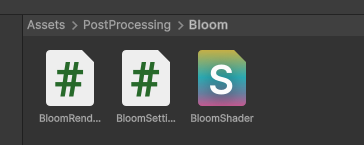 Assets > PostProcessing > Bloom
# # S
BloomRend... BloomSetti... BloomShader